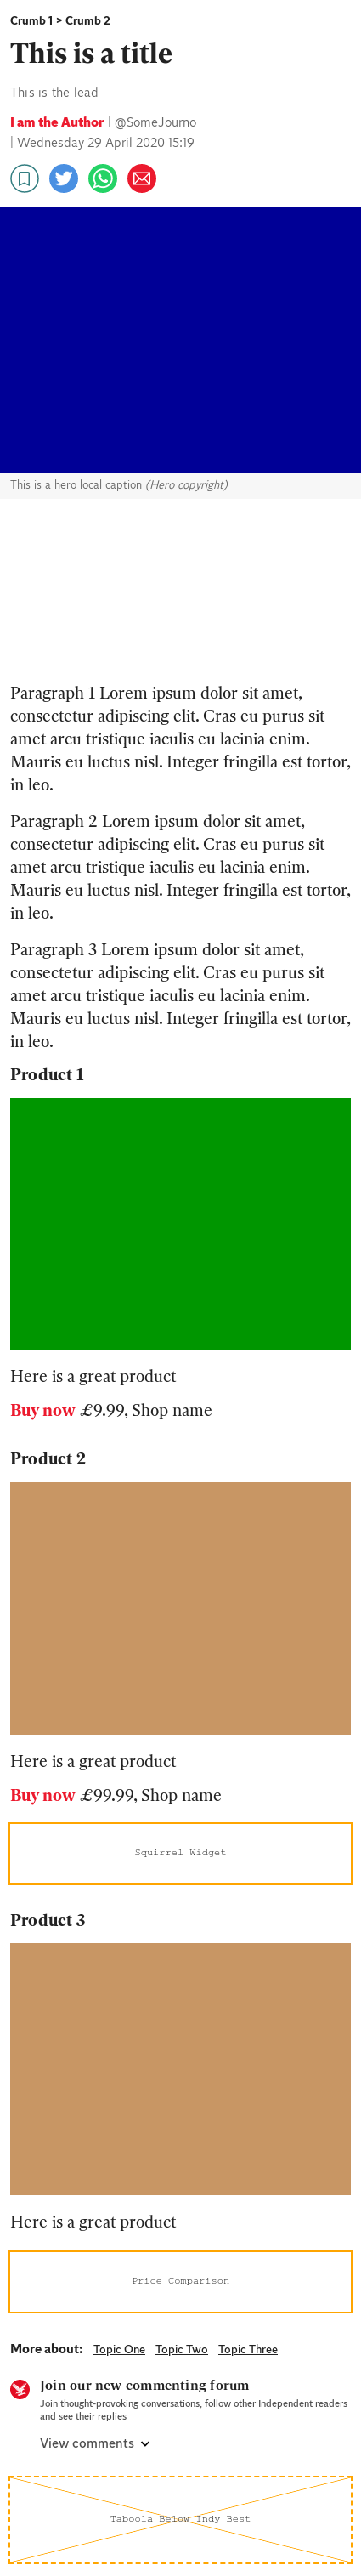 Crumb 1 > Crumb 2
This is a title
This is the lead
I am the Author | @SomeJourno
| Wednesday 29 April 2020 15:19
This is a hero local caption (Hero copyright)
Paragraph 1 Lorem ipsum dolor sit amet,
consectetur adipiscing elit. Cras eu purus sit
amet arcu tristique iaculis eu lacinia enim.
Mauris eu luctus nisl. Integer fringilla est tortor,
in leo.
Paragraph 2 Lorem ipsum dolor sit amet,
consectetur adipiscing elit. Cras eu purus sit
amet arcu tristique iaculis eu lacinia enim.
Mauris eu luctus nisl. Integer fringilla est tortor,
in leo.
Paragraph 3 Lorem ipsum dolor sit amet,
consectetur adipiscing elit. Cras eu purus sit
amet arcu tristique iaculis eu lacinia enim.
Mauris eu luctus nisl. Integer fringilla est tortor,
in leo.
Product 1
Here is a great product
Buy now £9.99, Shop name
Product 2
Here is a great product
Buy now £99.99, Shop name
Squirrel Widget
Product 3
Here is a great product
Price Comparison
More about: Topic One Topic Two Topic Three
Join our new commenting forum
Join thought-provoking conversations, follow other Independent readers
and see their replies
View comments
Taboola Below Indy Best